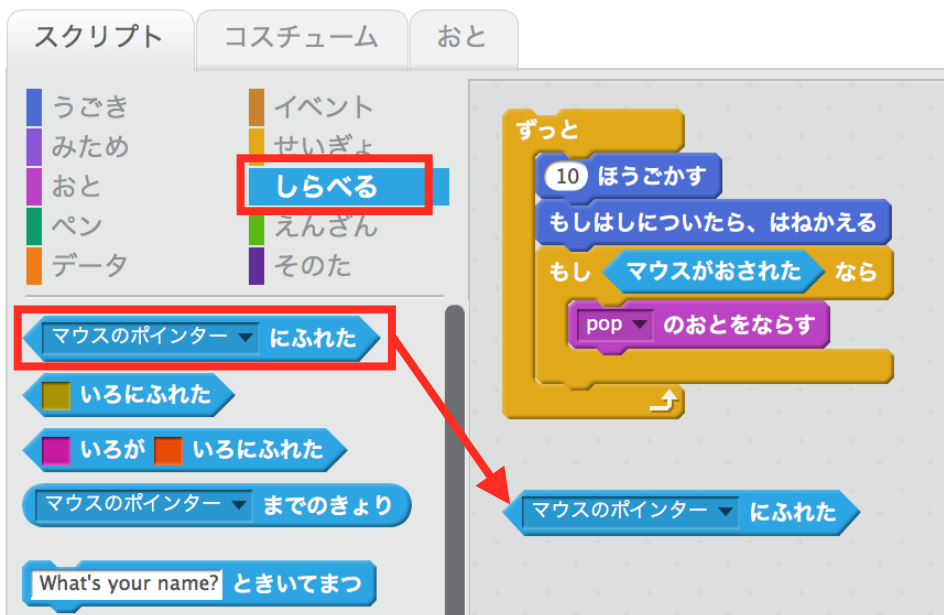 スクリプト コスチューム おと
うごき イベント
みため せいぎょ
おと しらべる
ペン えんざん
データ そのた
マウスのポインター にふれた
いろにふれた
いろが いろにふれた
マウスのポインター までのきょり
What's your name? ときいてまつ
ずっと
10 ほうごかす
もしはしについたら、はねかえる
もし マウスがおされた なら
pop のおとをならす
マウスのポインター にふれた